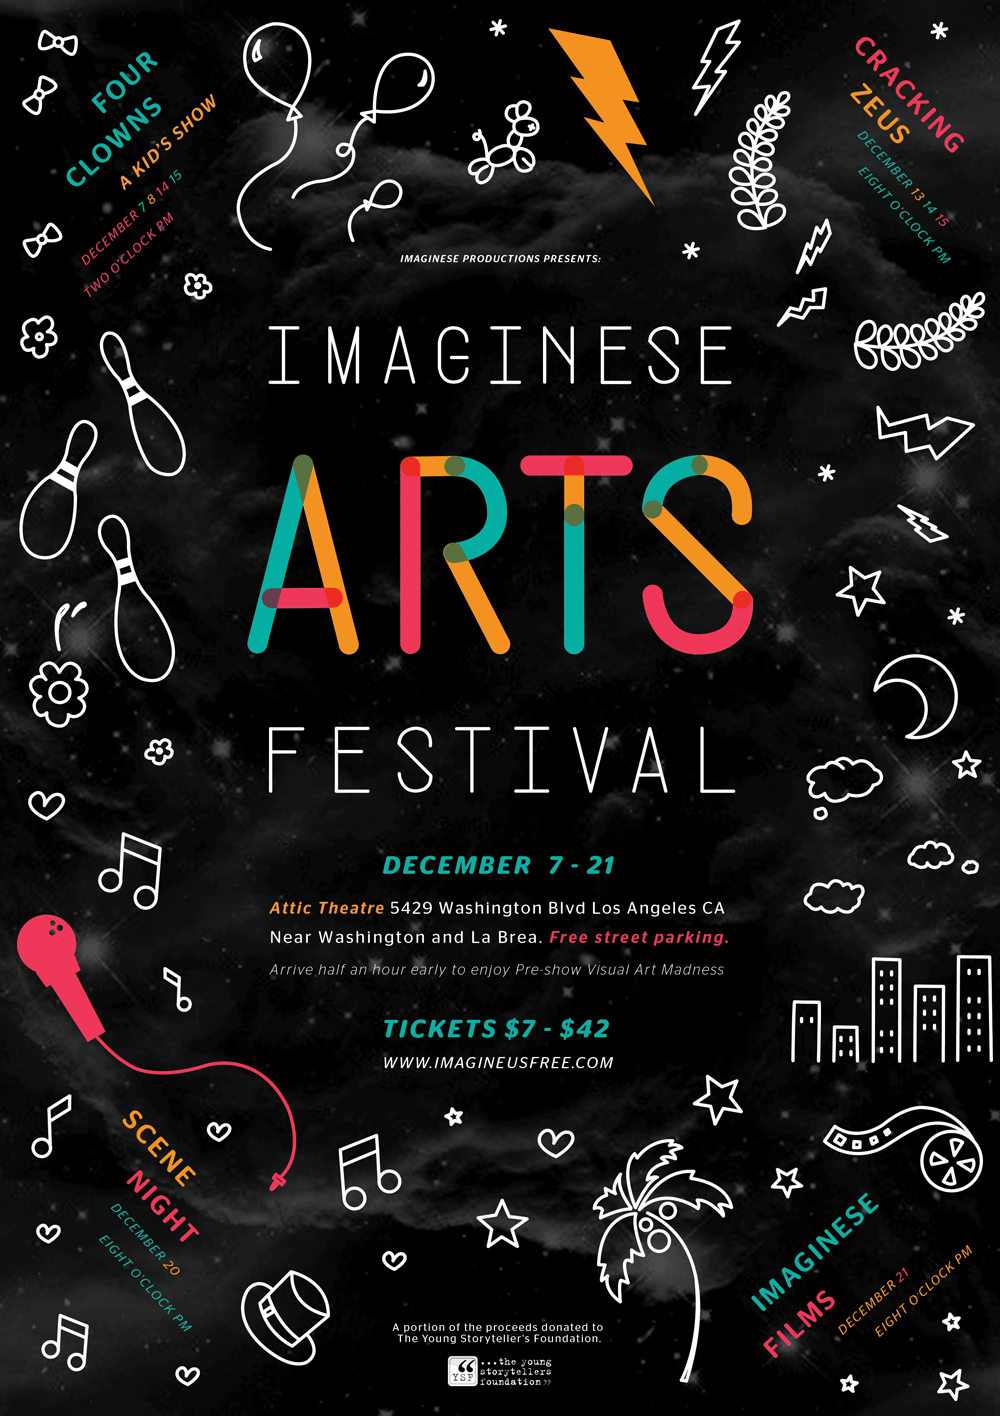 FOUR
CLOWNS
A KID'S SHOW
DECEMBER 7 8 14 15
TWO O'CLOCK PM
CRACKING
ZEUS
DECEMBER 13 14 15
EIGHT O'CLOCK PM
IMAGINESE PRODUCTIONS PRESENTS:
IMAGINESE
ARTS
FESTIVAL
DECEMBER 7 - 21
Attic Theatre 5429 Washington Blvd Los Angeles CA
Near Washington and La Brea. Free street parking.
Arrive half an hour early to enjoy Pre-show Visual Art Madness
TICKETS $7 - $42
WWW.IMAGINEUSFREE.COM
SCENE
NIGHT
DECEMBER 20
EIGHT O'CLOCK PM
IMAGINESE
FILMS
DECEMBER 21
EIGHT O'CLOCK PM
A portion of the proceeds donated to
The Young Storyteller's Foundation.
“
YSF
...the young
storytellers
foundation”